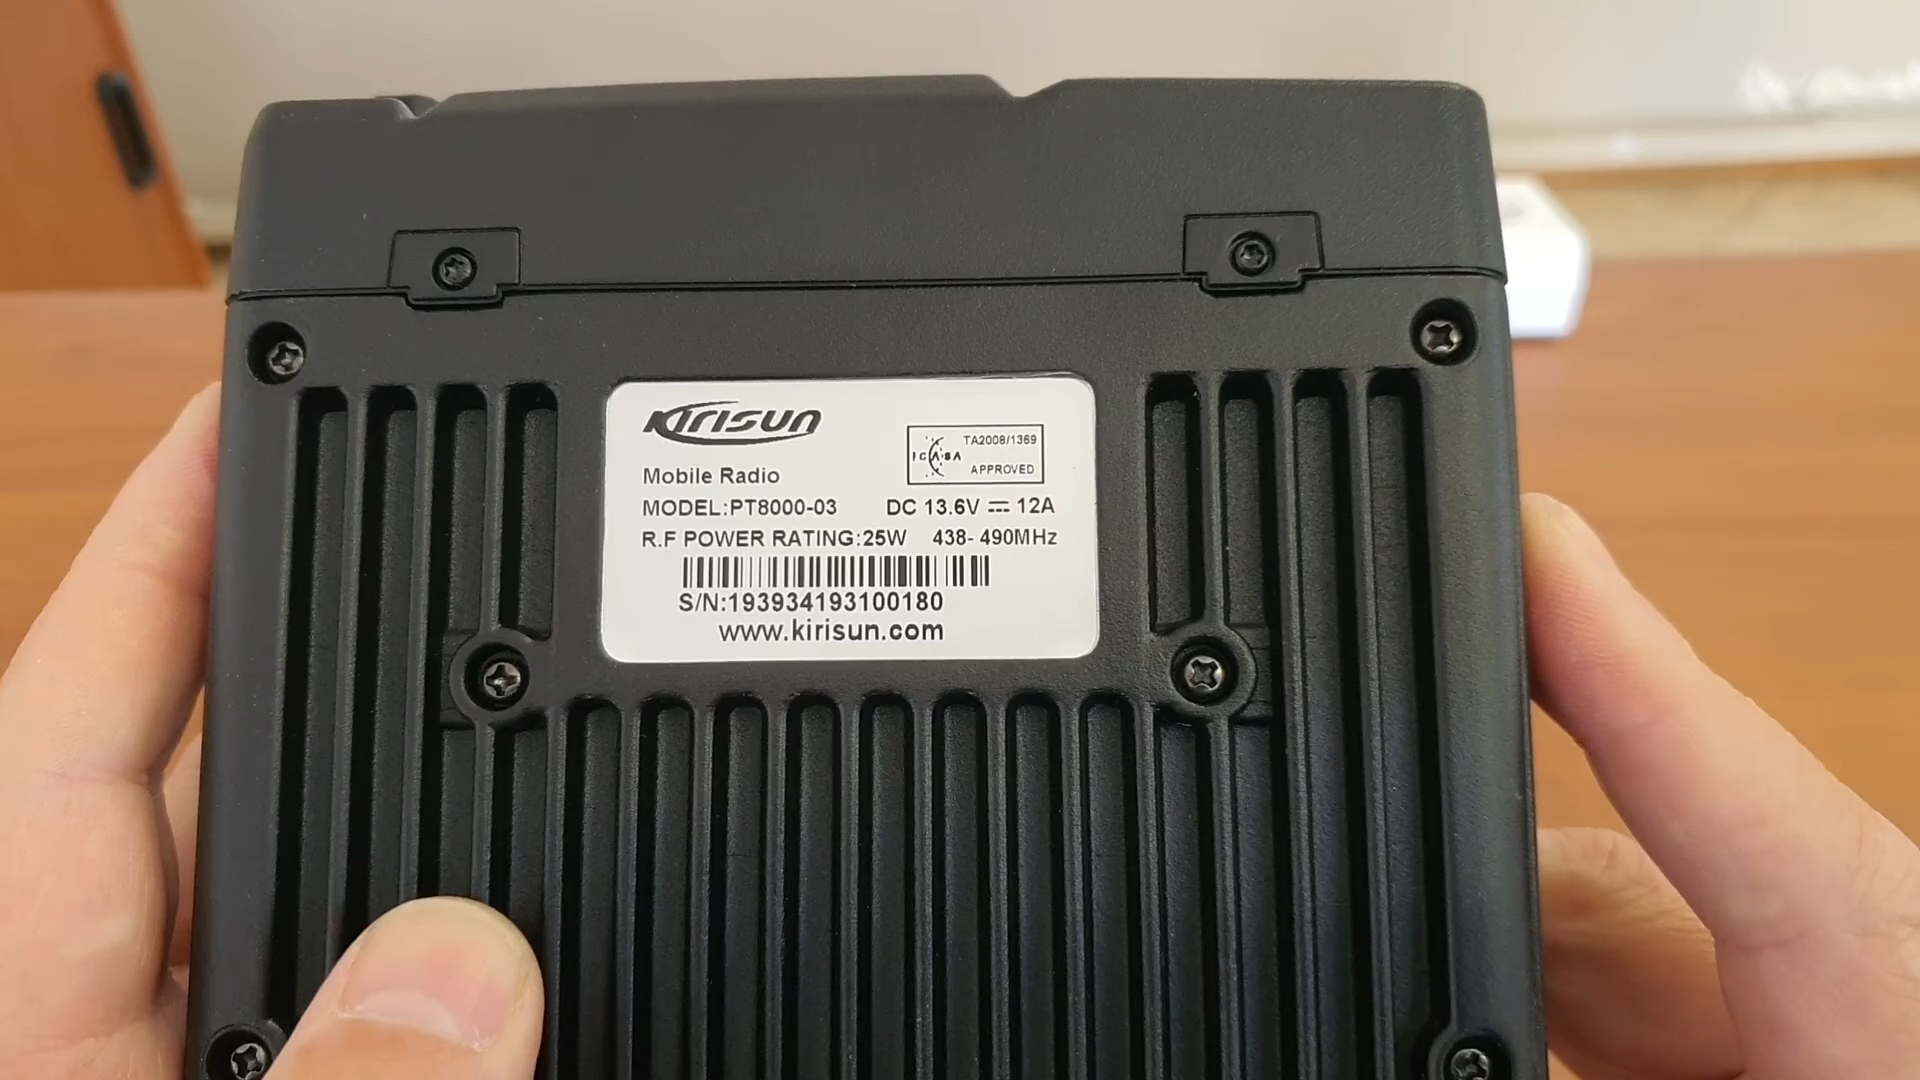 KIRISUN
ICASA TA2008/1369
APPROVED
Mobile Radio
MODEL:PT8000-03 DC 13.6V ⎓ 12A
R.F POWER RATING:25W 438- 490MHz
S/N:193934193100180
www.kirisun.com